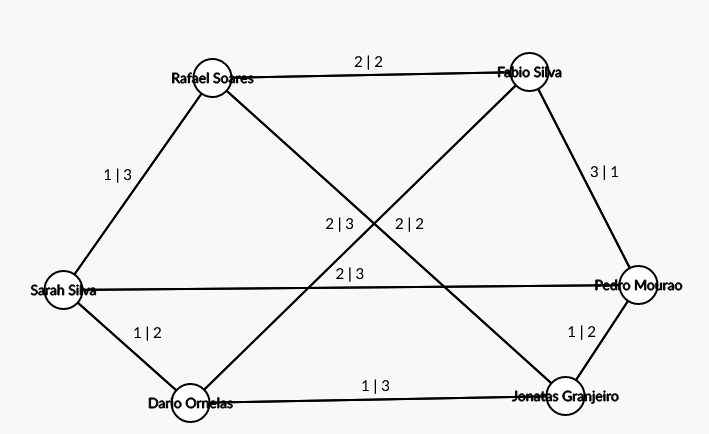 2 | 2
Rafael Soares
Fabio Silva
1 | 3
3 | 1
2 | 3
2 | 2
2 | 3
Sarah Silva
Pedro Mourao
1 | 2
1 | 2
1 | 3
Dario Ornelas
Jonatas Granjeiro